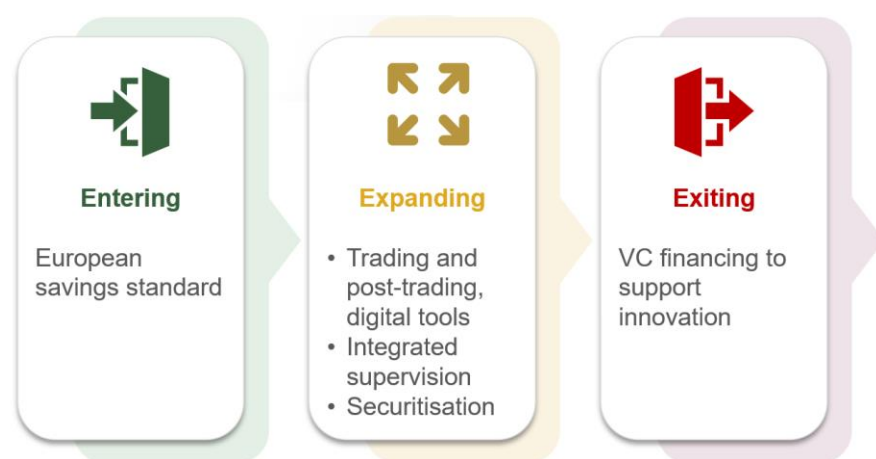 Entering
European
savings standard
Expanding
• Trading and
post-trading,
digital tools
• Integrated
supervision
• Securitisation
Exiting
VC financing to
support
innovation